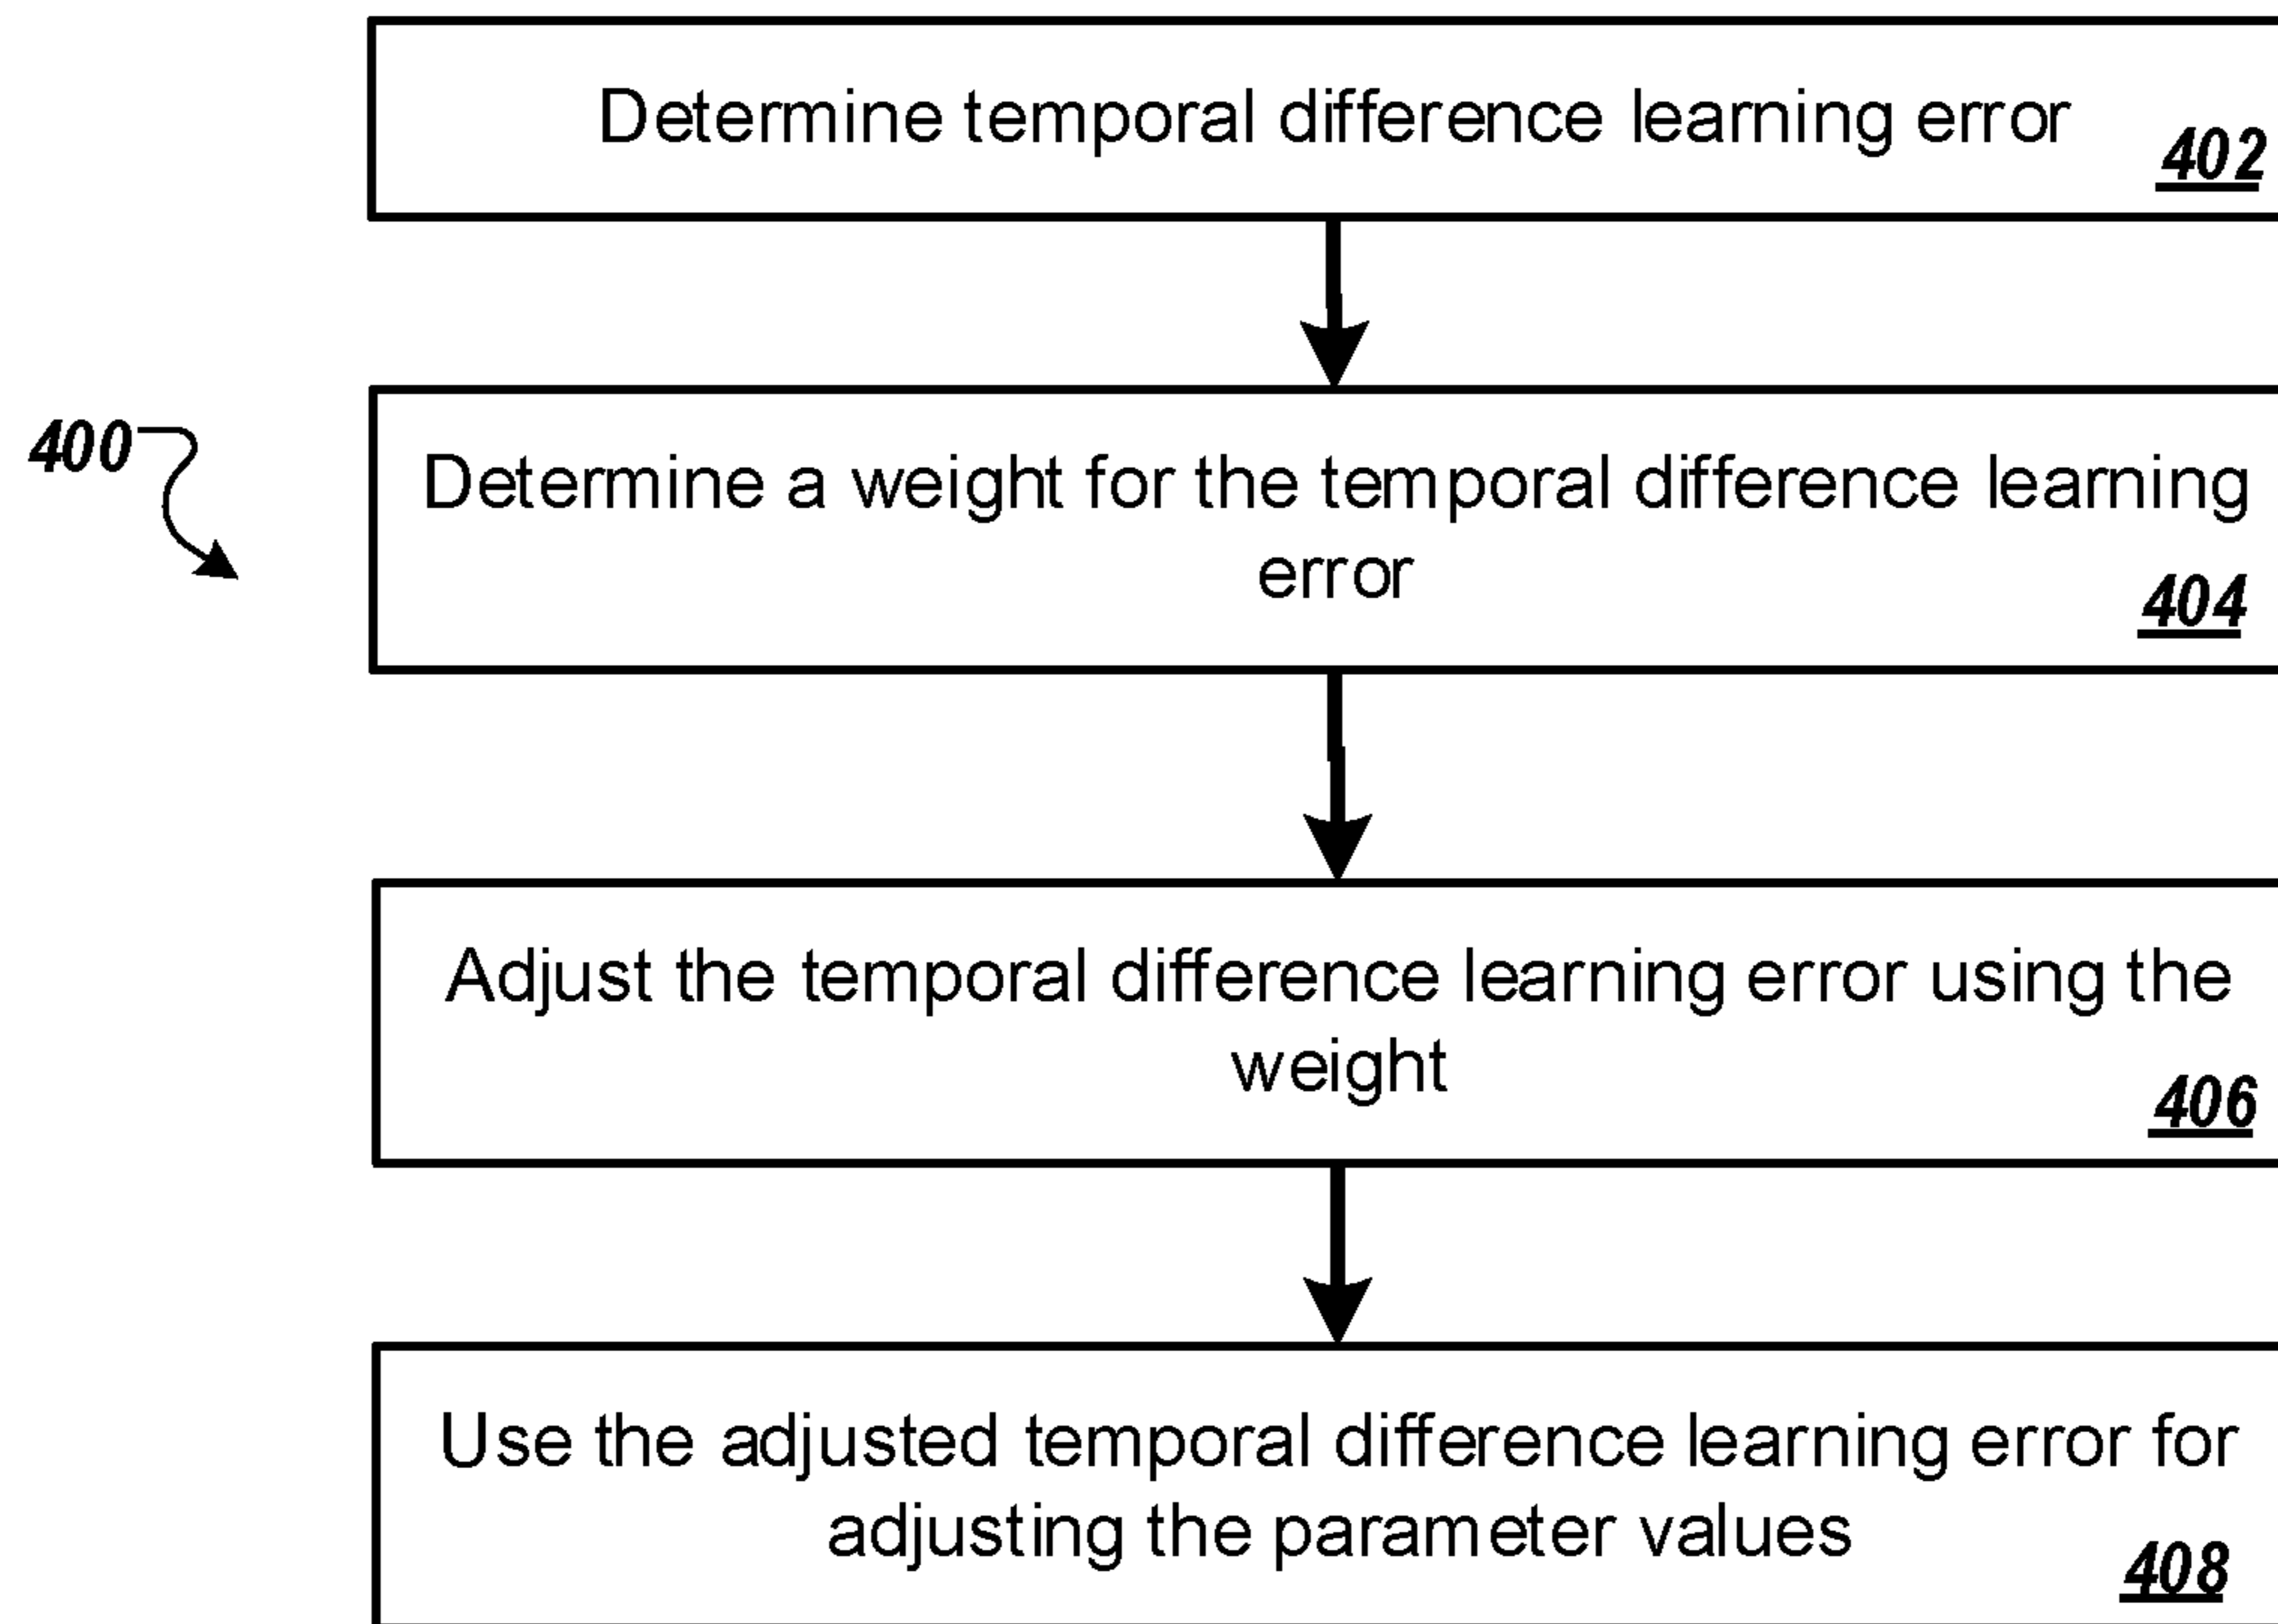 Determine temporal difference learning error
402
400
Determine a weight for the temporal difference learning
error
404
Adjust the temporal difference learning error using the
weight
406
Use the adjusted temporal difference learning error for
adjusting the parameter values
408